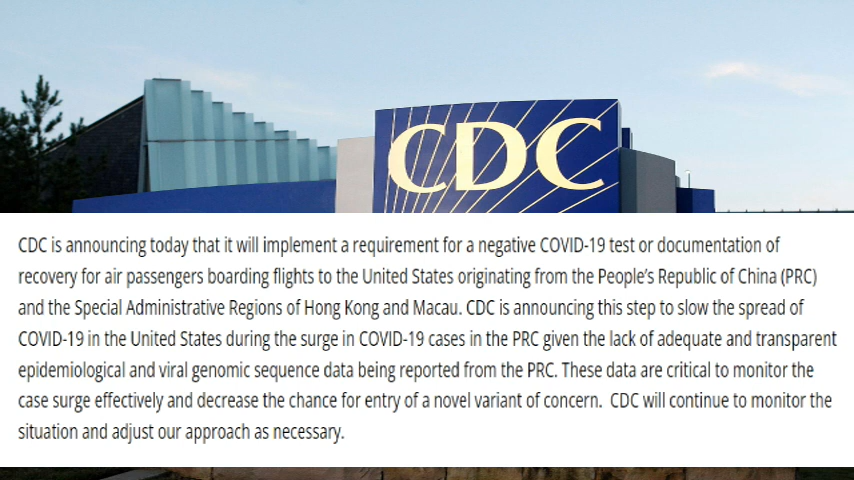 CDC
CDC is announcing today that it will implement a requirement for a negative COVID-19 test or documentation of
recovery for air passengers boarding flights to the United States originating from the People's Republic of China (PRC)
and the Special Administrative Regions of Hong Kong and Macau. CDC is announcing this step to slow the spread of
COVID-19 in the United States during the surge in COVID-19 cases in the PRC given the lack of adequate and transparent
epidemiological and viral genomic sequence data being reported from the PRC. These data are critical to monitor the
case surge effectively and decrease the chance for entry of a novel variant of concern. CDC will continue to monitor the
situation and adjust our approach as necessary.